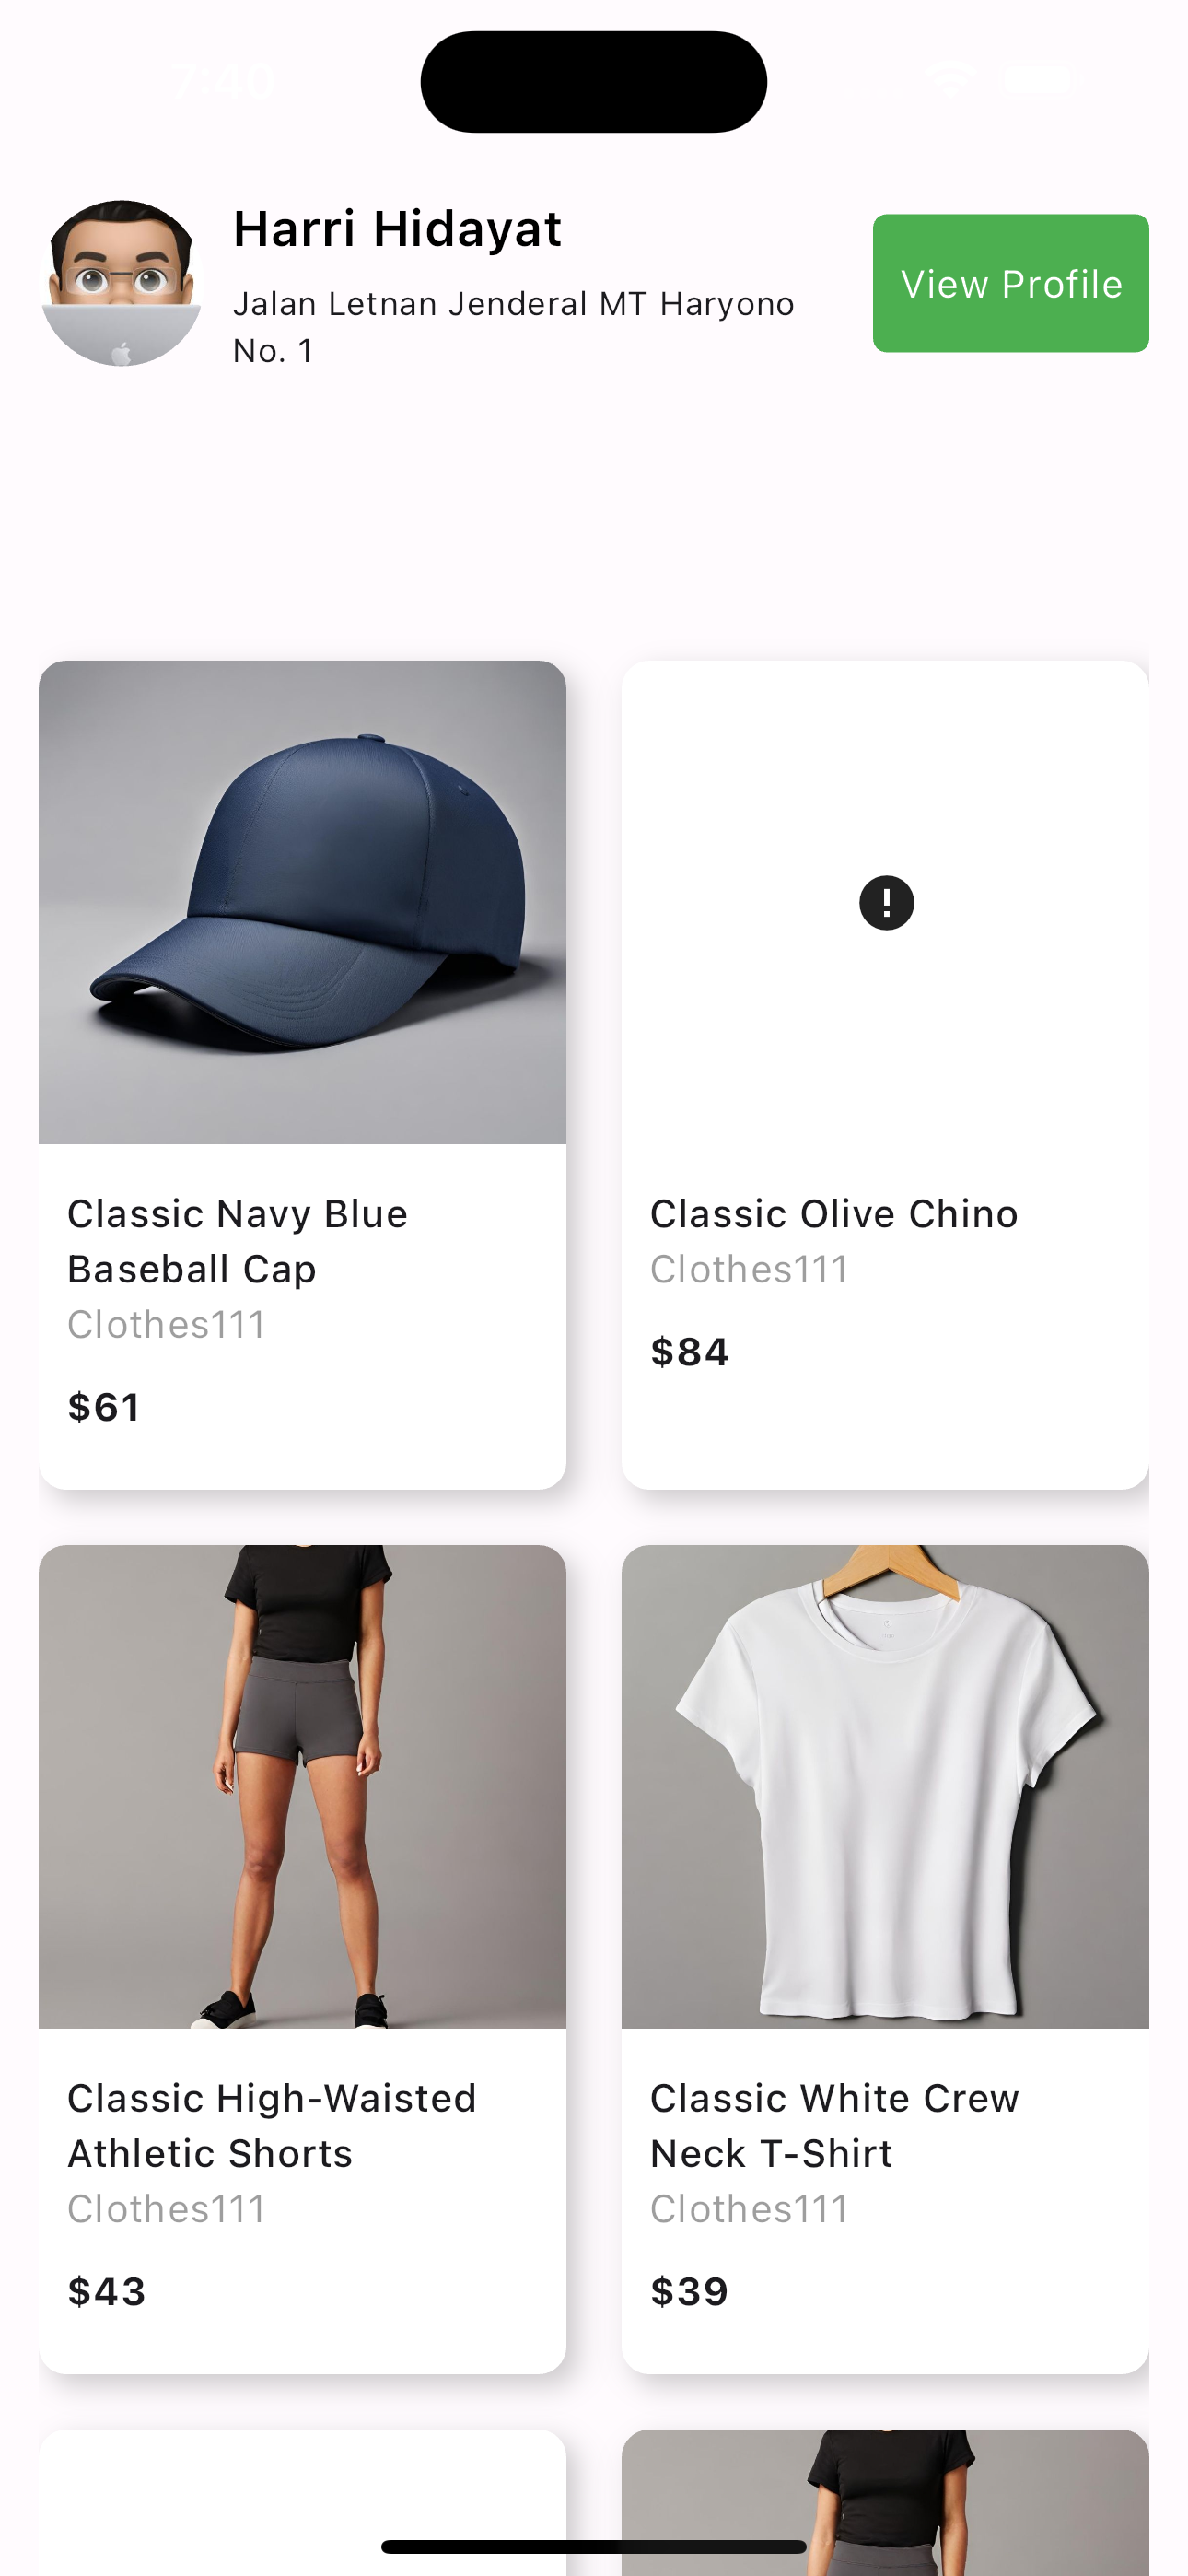 7:40
Harri Hidayat
Jalan Letnan Jenderal MT Haryono
No. 1
View Profile
Classic Navy Blue
Baseball Cap
Clothes111
$61
Classic Olive Chino
Clothes111
$84
Classic High-Waisted
Athletic Shorts
Clothes111
$43
Classic White Crew
Neck T-Shirt
Clothes111
$39